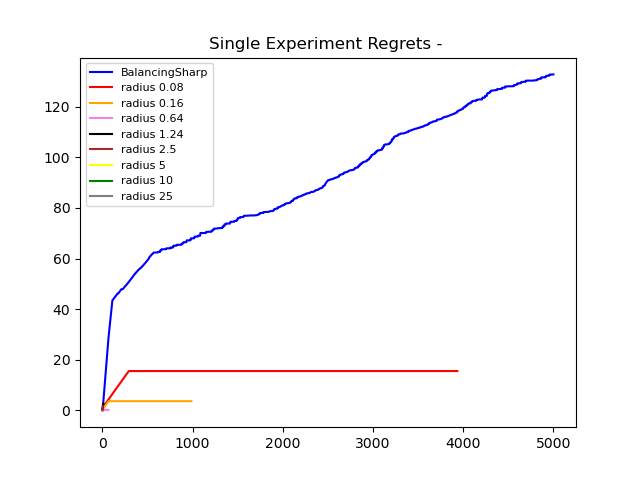 Single Experiment Regrets -
BalancingSharp
radius 0.08
radius 0.16
radius 0.64
radius 1.24
radius 2.5
radius 5
radius 10
radius 25
120
100
80
60
40
20
0
0 1000 2000 3000 4000 5000